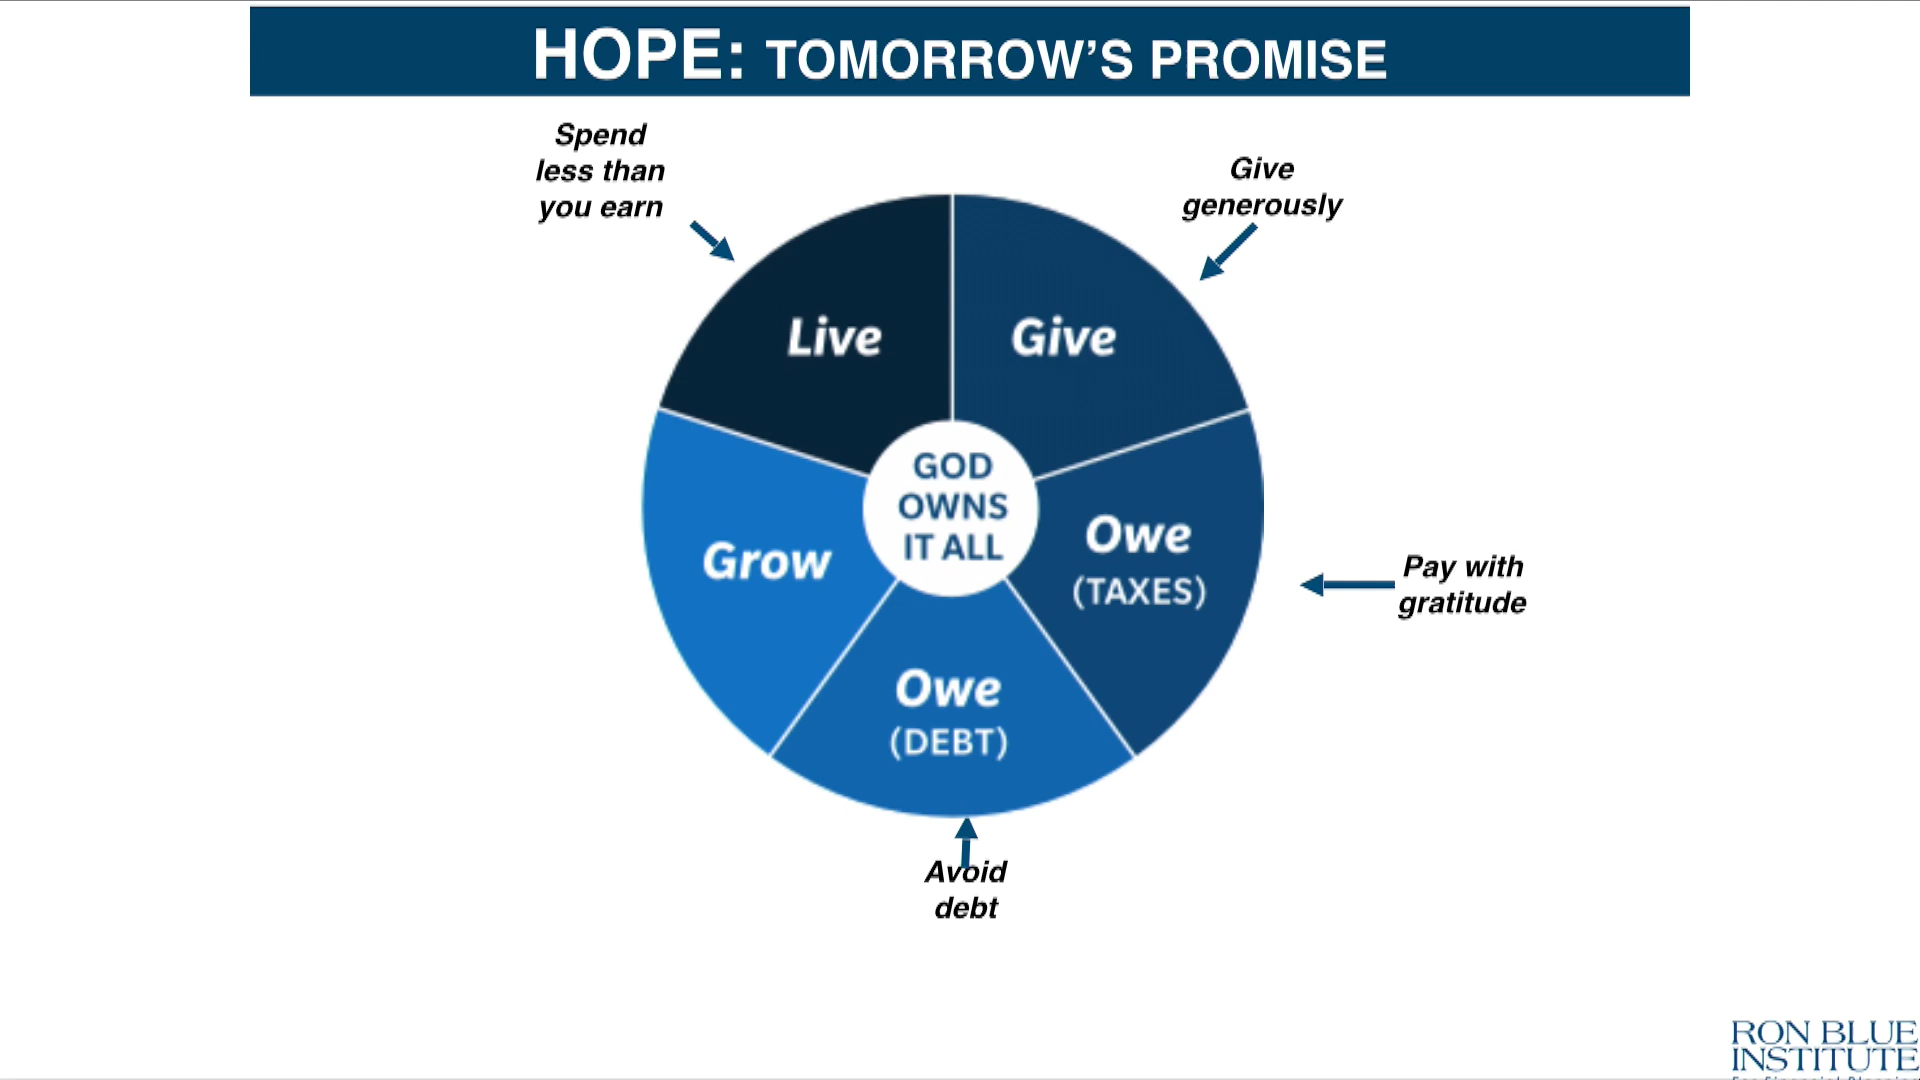 HOPE: TOMORROW'S PROMISE
Spend
less than
you earn
Give
generously
Live
Give
GOD
OWNS
IT ALL
Owe
(TAXES)
Grow
Pay with
gratitude
Owe
(DEBT)
Avoid
debt
RON BLUE
INSTITUTE